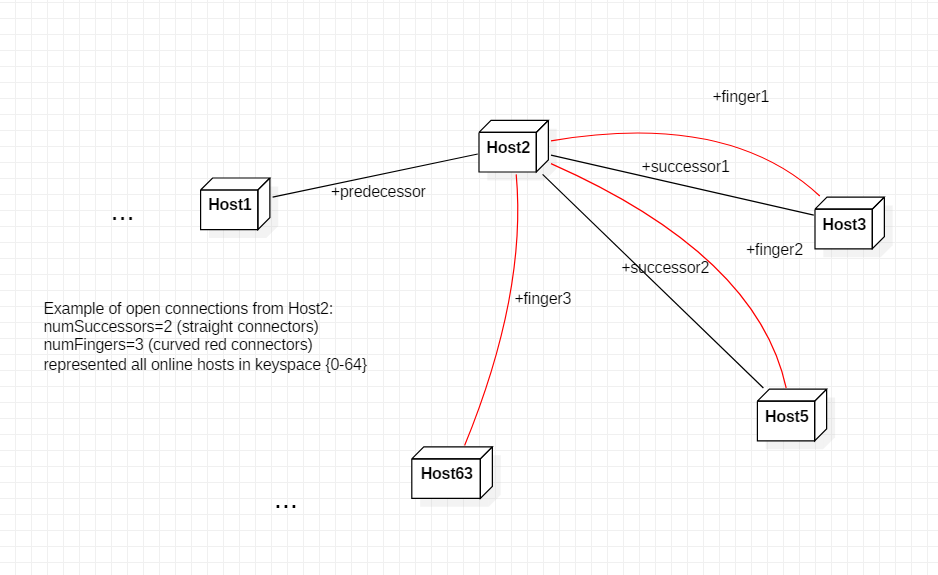 +finger1
Host2
+successor1
+predecessor
Host1
...
Host3
+finger2
+successor2
+finger3
Example of open connections from Host2:
numSuccessors=2 (straight connectors)
numFingers=3 (curved red connectors)
represented all online hosts in keyspace {0-64}
Host5
Host63
...